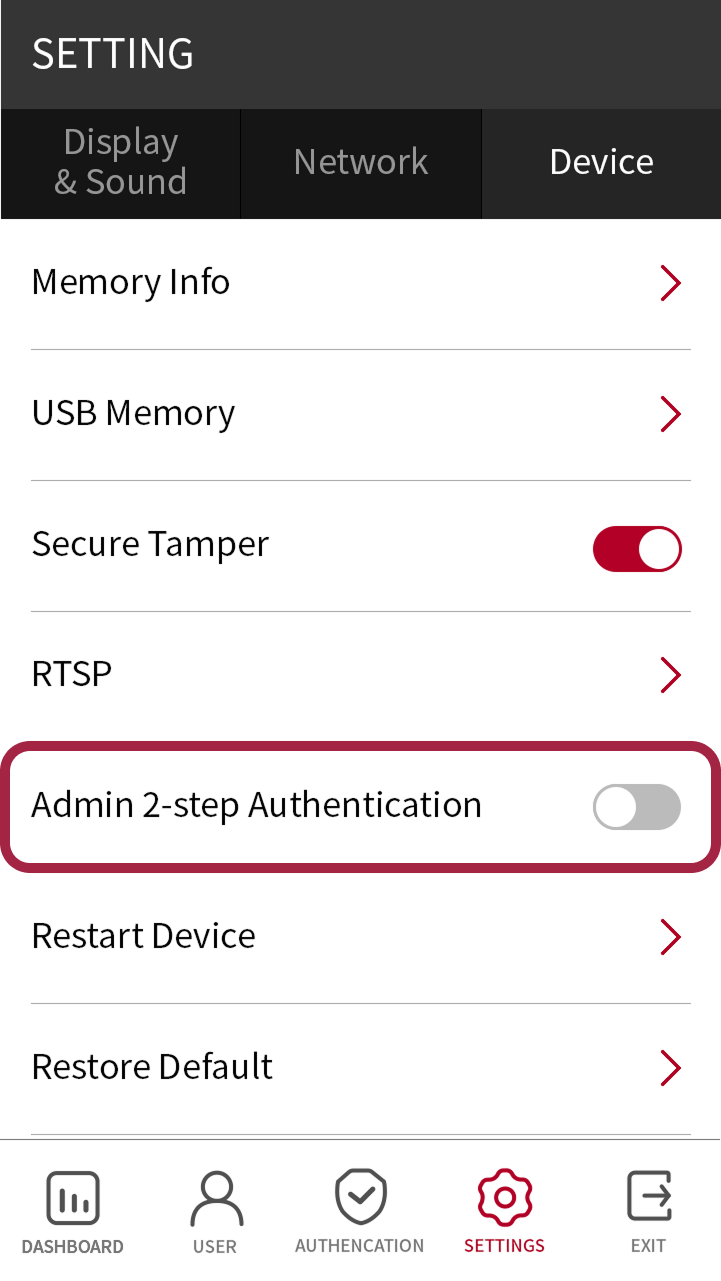 SETTING
Display
& Sound
Network
Device
Memory Info
USB Memory
Secure Tamper
RTSP
Admin 2-step Authentication
Restart Device
Restore Default
DASHBOARD
USER
AUTHENCATION
SETTINGS
EXIT